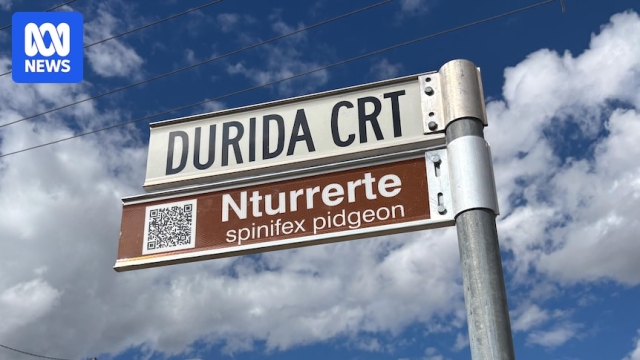 ABC
NEWS
DURIDA CRT
Nturrerte
spinifex pidgeon